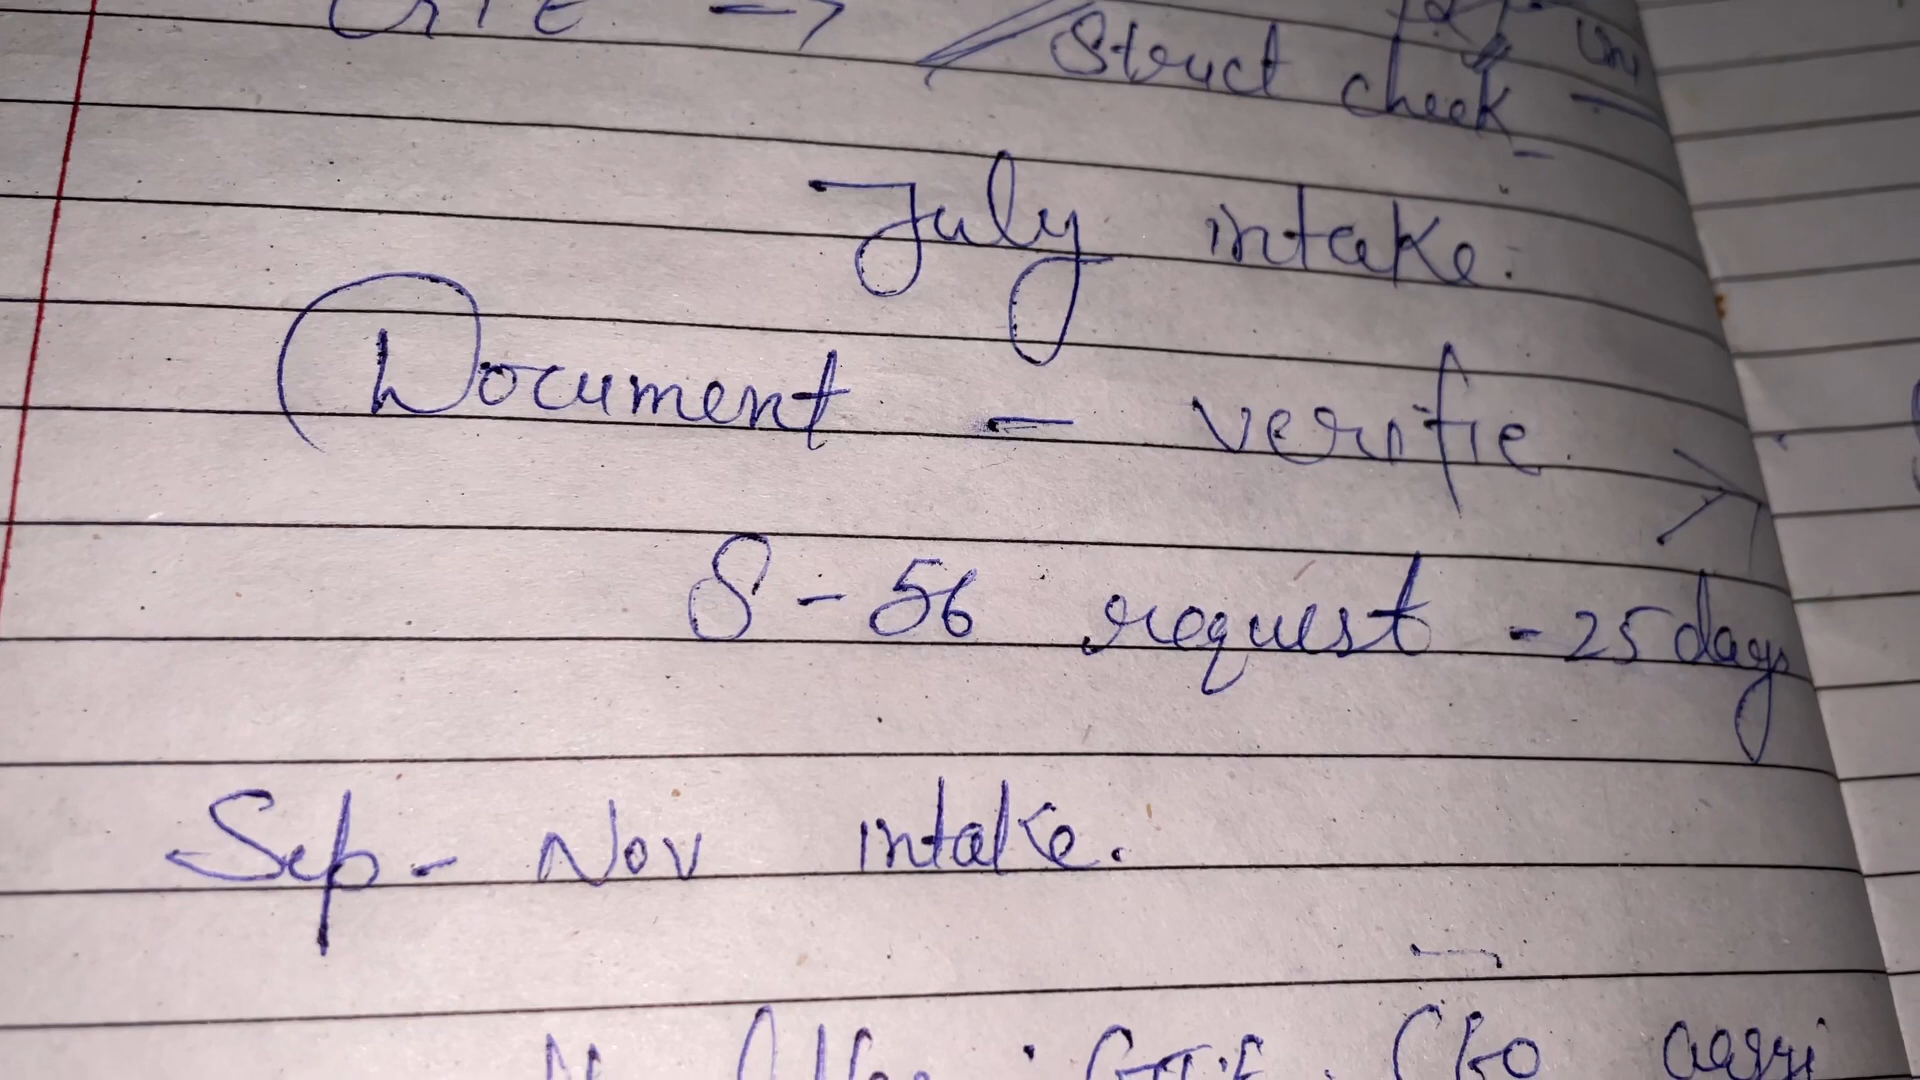 → Struct check -
July intake.
Document - verifie
S - 56 request - 25 days
Sep - Nov intake.